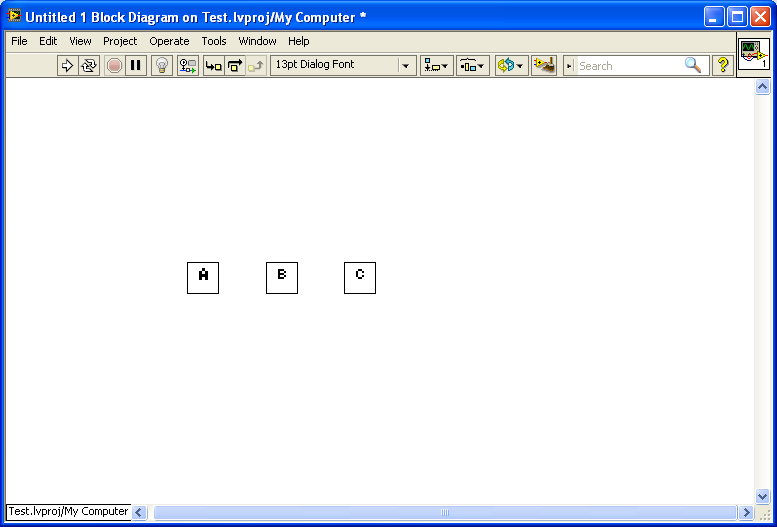 Untitled 1 Block Diagram on Test.lvproj/My Computer *
File Edit View Project Operate Tools Window Help
13pt Dialog Font Search ? 1
A B C
Test.lvproj/My Computer